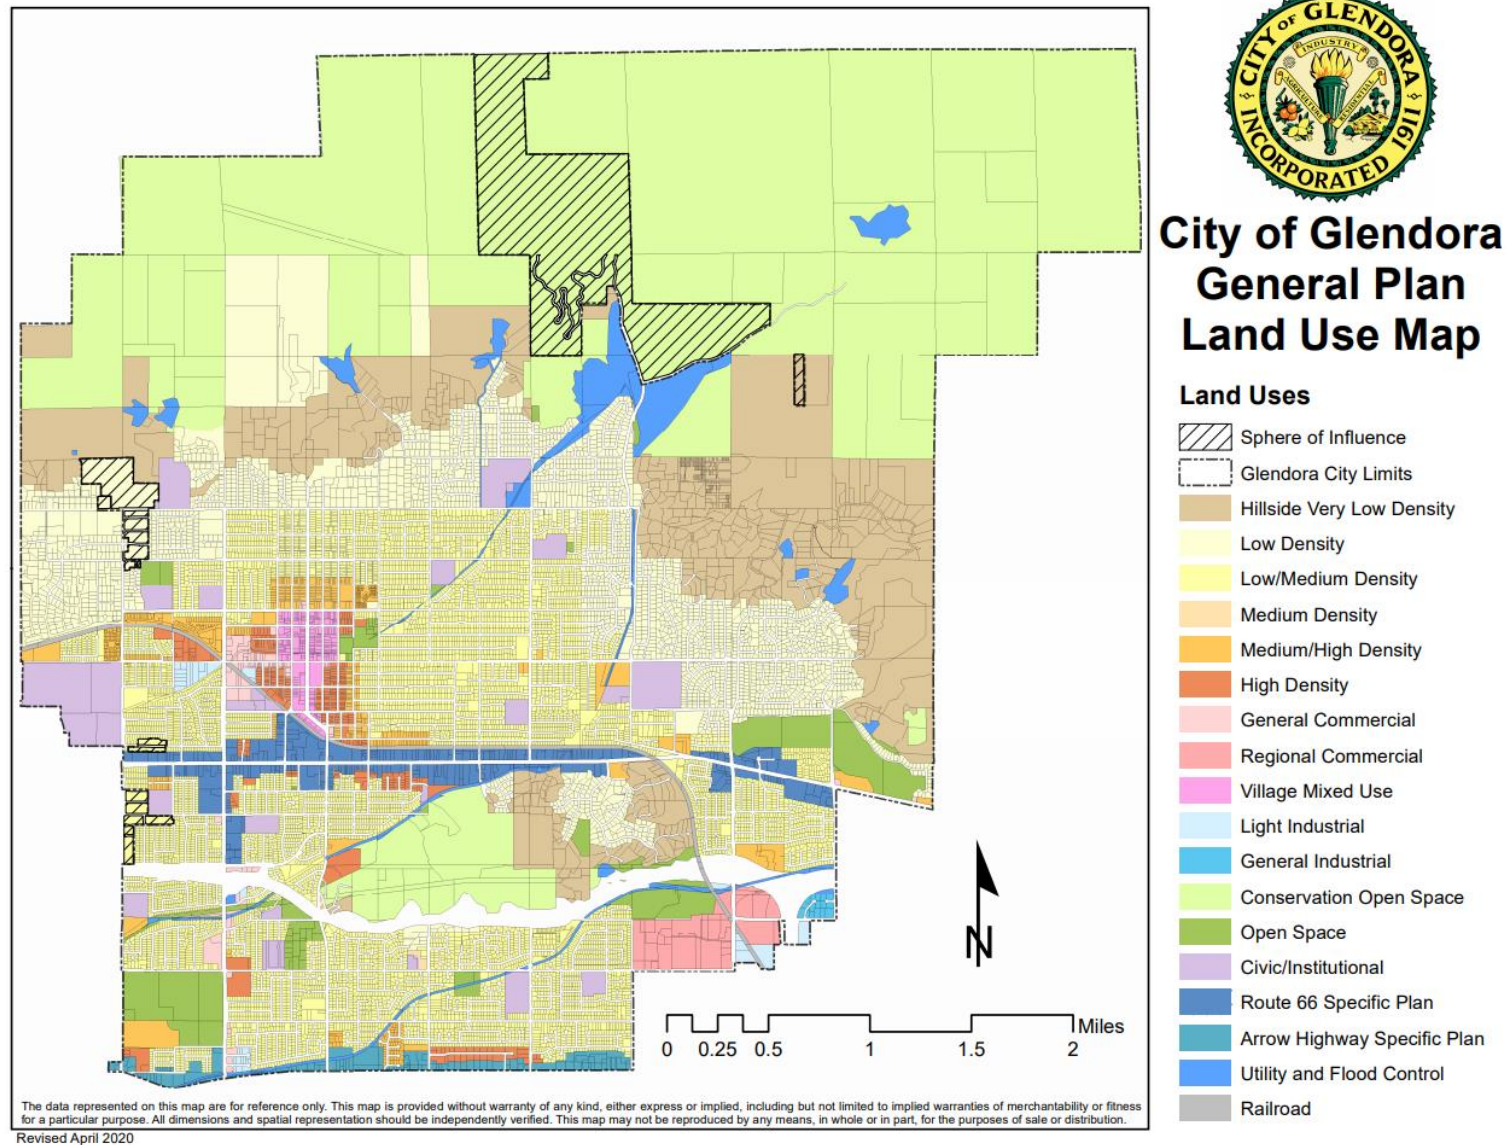 CITY OF GLENDORA
INDUSTRY
AGRICULTURE
RESIDENTIAL
INCORPORATED 1911
City of Glendora
General Plan
Land Use Map
Land Uses
Sphere of Influence
Glendora City Limits
Hillside Very Low Density
Low Density
Low/Medium Density
Medium Density
Medium/High Density
High Density
General Commercial
Regional Commercial
Village Mixed Use
Light Industrial
General Industrial
Conservation Open Space
Open Space
Civic/Institutional
Route 66 Specific Plan
Arrow Highway Specific Plan
Utility and Flood Control
Railroad
N
Miles
0 0.25 0.5 1 1.5 2
The data represented on this map are for reference only. This map is provided without warranty of any kind, either express or implied, including but not limited to implied warranties of merchantability or fitness
for a particular purpose. All dimensions and spatial representation should be independently verified. This map may not be reproduced by any means, in whole or in part, for the purposes of sale or distribution.
Revised April 2020